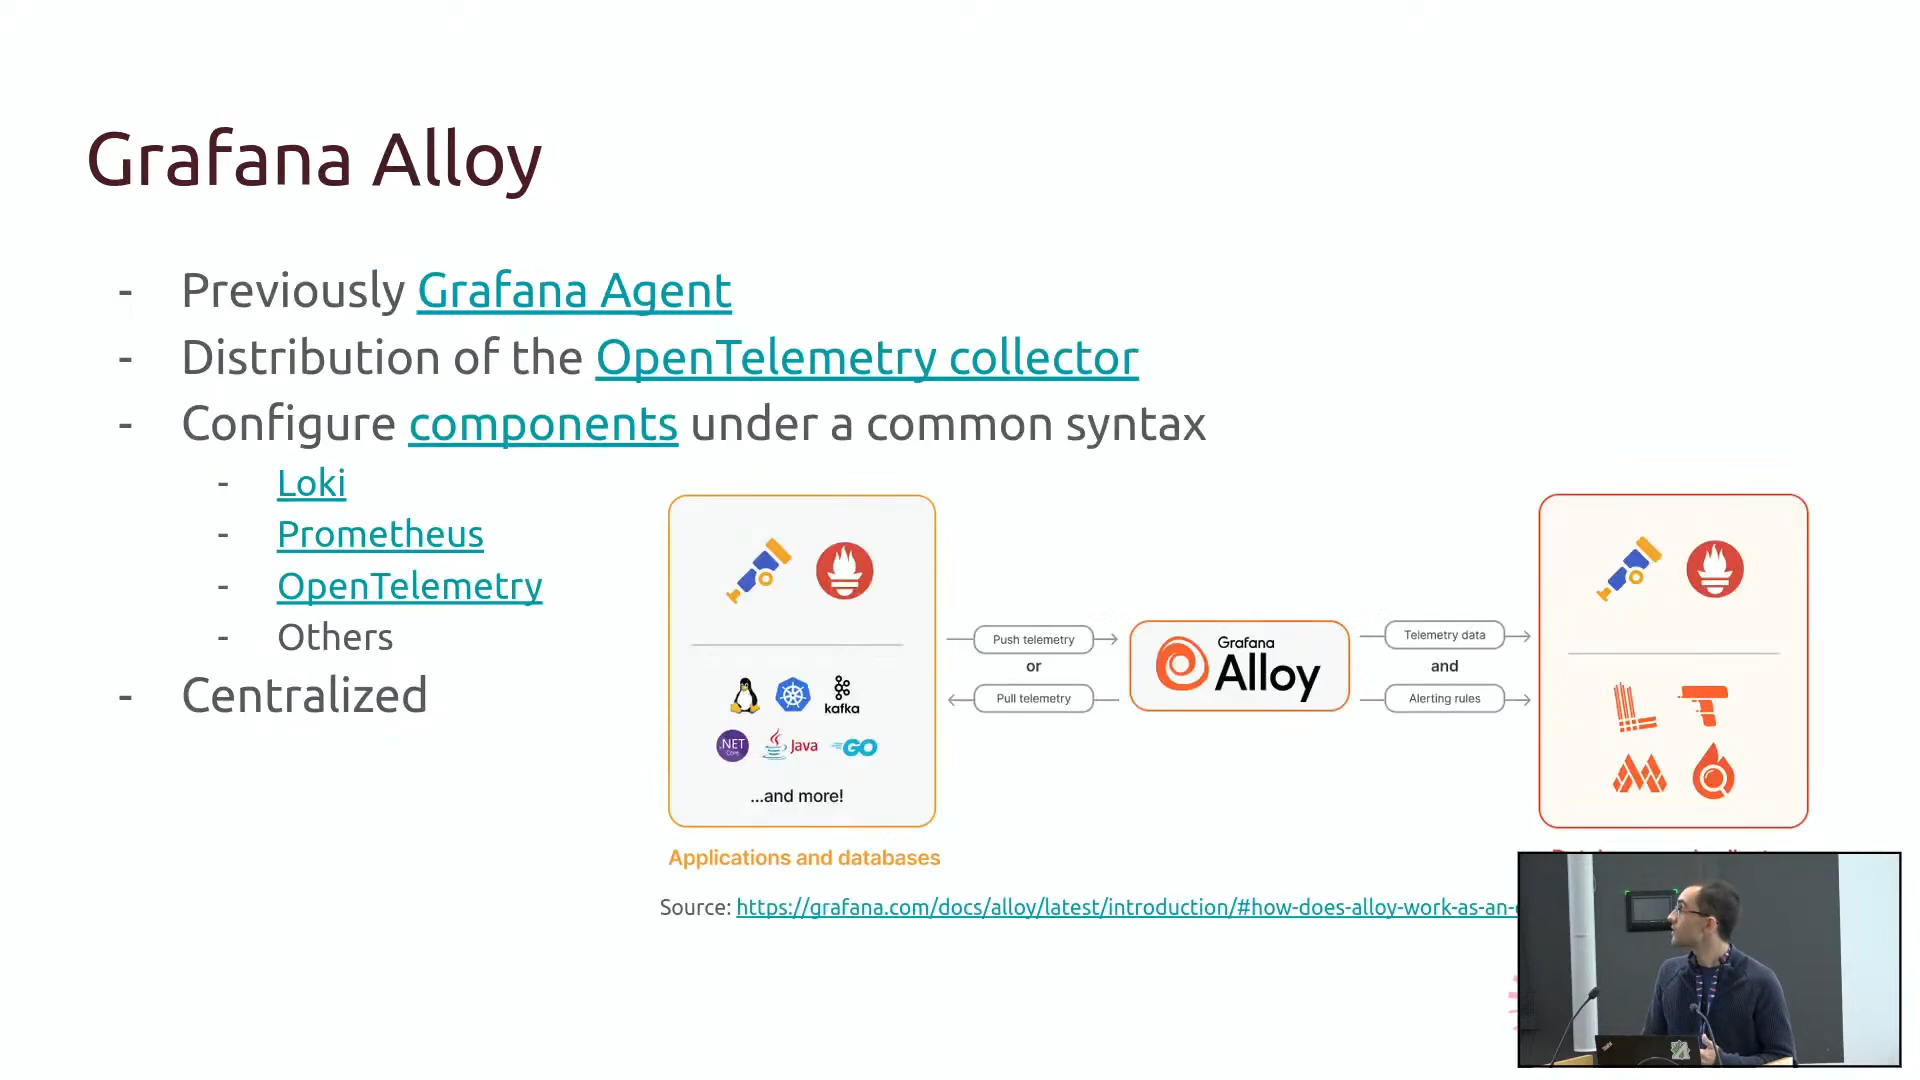 Grafana Alloy
- Previously Grafana Agent
- Distribution of the OpenTelemetry collector
- Configure components under a common syntax
- Loki
- Prometheus
- OpenTelemetry
- Others
- Centralized
kafka
.NET
Core
Java
GO
...and more!
Applications and databases
Push telemetry
or
Pull telemetry
Grafana
Alloy
Telemetry data
and
Alerting rules
Source: https://grafana.com/docs/alloy/latest/introduction/#how-does-alloy-work-as-an-